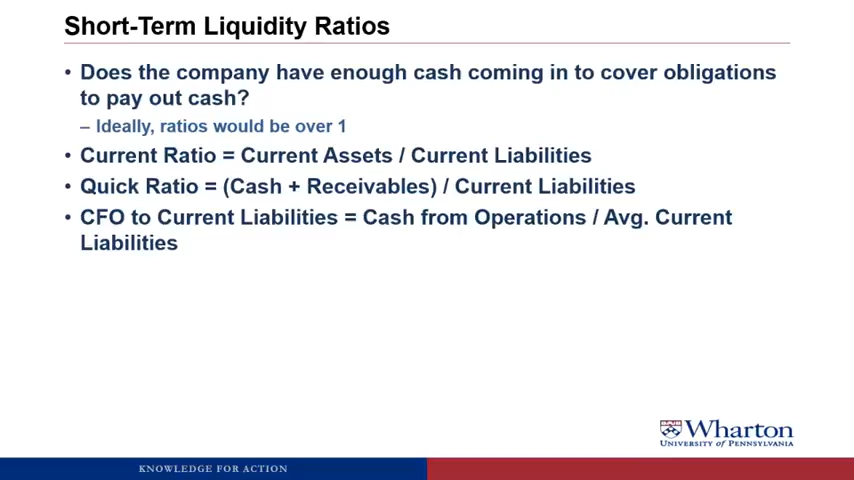 Short-Term Liquidity Ratios
• Does the company have enough cash coming in to cover obligations
to pay out cash?
– Ideally, ratios would be over 1
• Current Ratio = Current Assets / Current Liabilities
• Quick Ratio = (Cash + Receivables) / Current Liabilities
• CFO to Current Liabilities = Cash from Operations / Avg. Current
Liabilities
Wharton
UNIVERSITY OF PENNSYLVANIA
KNOWLEDGE FOR ACTION